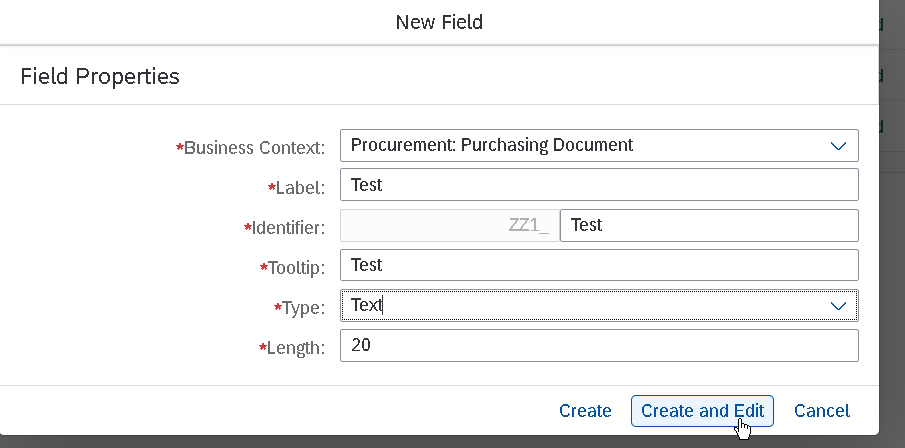 New Field
Field Properties
*Business Context: Procurement: Purchasing Document
*Label: Test
*Identifier: ZZ1_ Test
*Tooltip: Test
*Type: Text
*Length: 20
Create Create and Edit Cancel